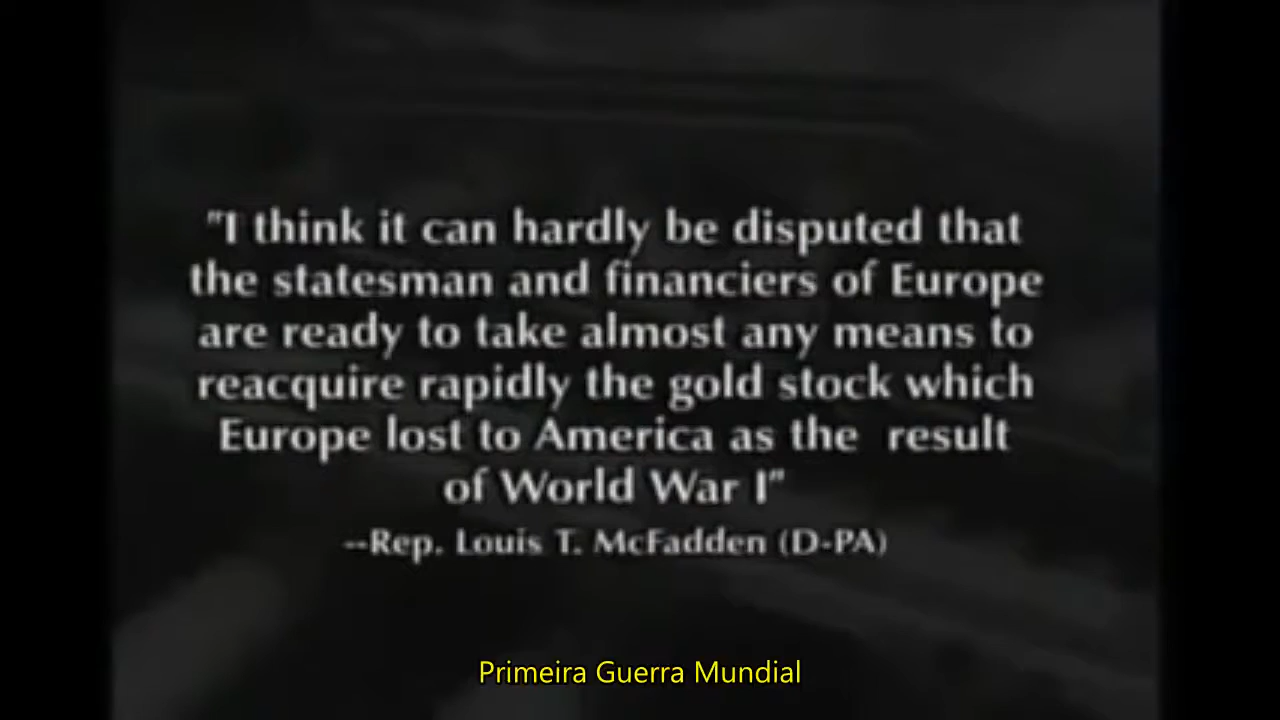 "I think it can hardly be disputed that
the statesman and financiers of Europe
are ready to take almost any means to
reacquire rapidly the gold stock which
Europe lost to America as the result
of World War I"
--Rep. Louis T. McFadden (D-PA)
Primeira Guerra Mundial